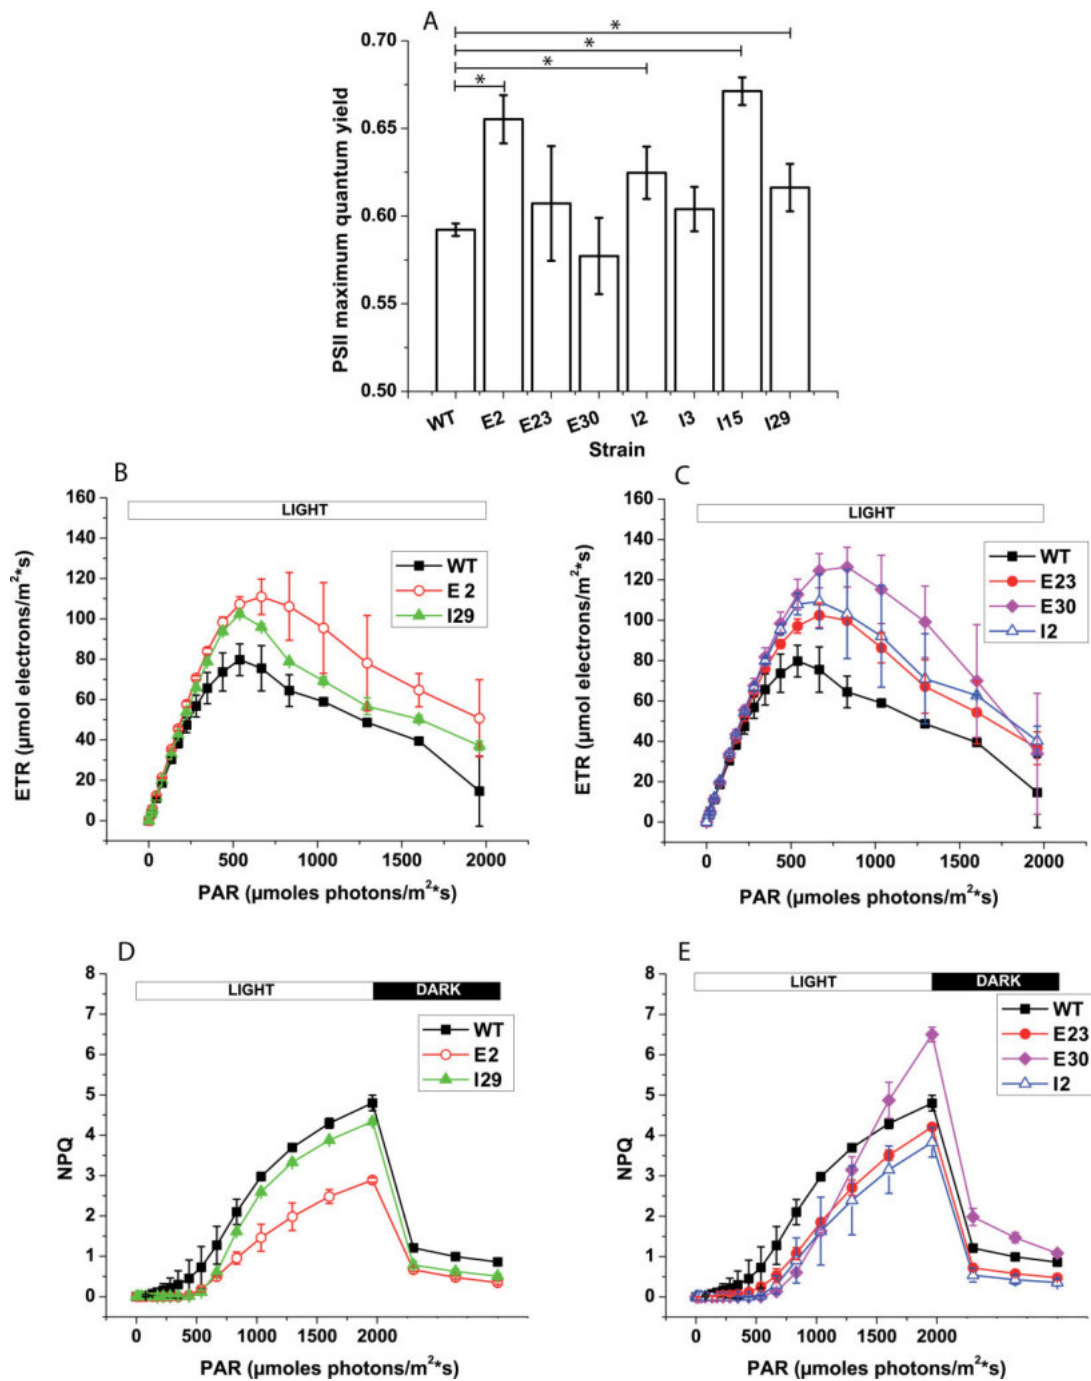 A
0.70
0.65
0.60
0.55
0.50
PSII maximum quantum yield
* * * *
WT E2 E23 E30 I2 I3 I15 I29
Strain
B
LIGHT
160
140
120
100
80
60
40
20
0
ETR (µmol electrons/m²*s)
WT
E 2
I29
0 500 1000 1500 2000
PAR (µmoles photons/m²*s)
C
LIGHT
160
140
120
100
80
60
40
20
0
ETR (µmol electrons/m²*s)
WT
E23
E30
I2
0 500 1000 1500 2000
PAR (µmoles photons/m²*s)
D
LIGHT DARK
8
7
6
5
4
3
2
1
0
NPQ
WT
E2
I29
0 500 1000 1500 2000
PAR (µmoles photons/m²*s)
E
LIGHT DARK
8
7
6
5
4
3
2
1
0
NPQ
WT
E23
E30
I2
0 500 1000 1500 2000
PAR (µmoles photons/m²*s)